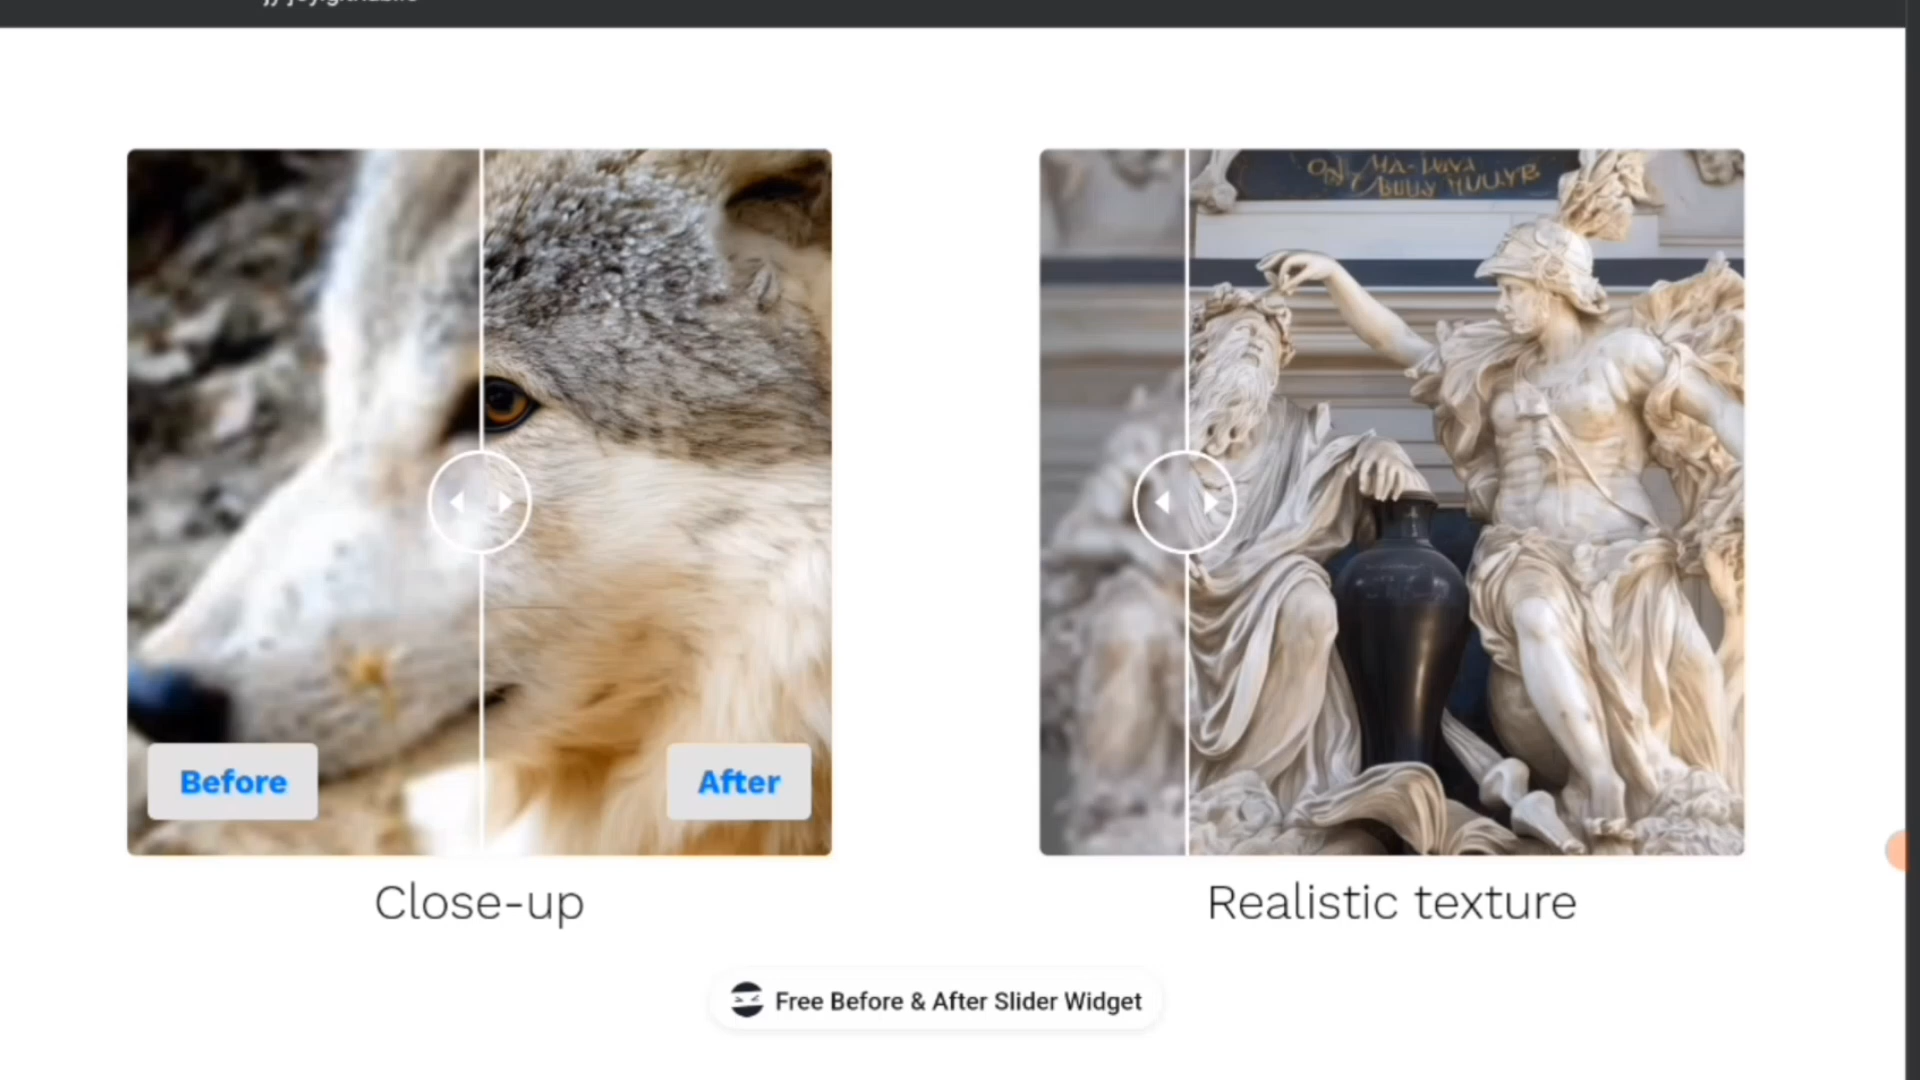 Before
After
Close-up
Realistic texture
Free Before & After Slider Widget